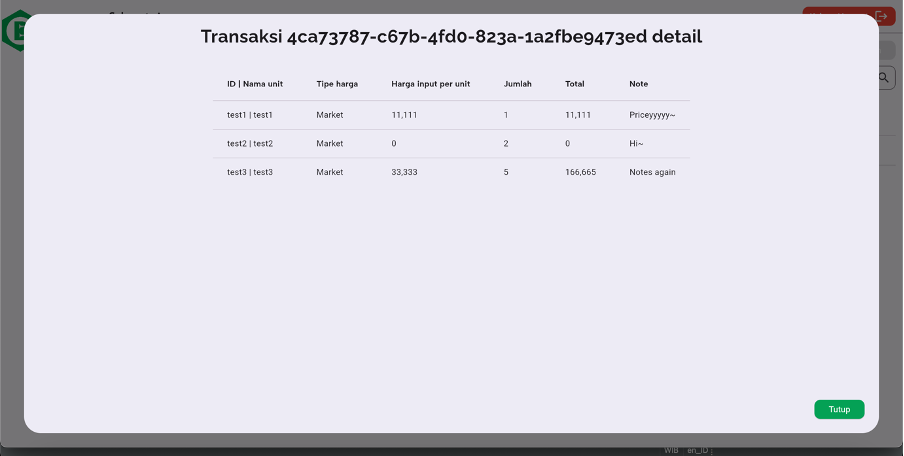 Transaksi 4ca73787-c67b-4fd0-823a-1a2fbe9473ed detail
ID | Nama unit Tipe harga Harga input per unit Jumlah Total Note
test1 | test1 Market 11,111 1 11,111 Priceyyyyy~
test2 | test2 Market 0 2 0 Hi~
test3 | test3 Market 33,333 5 166,665 Notes again
Tutup
WIB en_ID